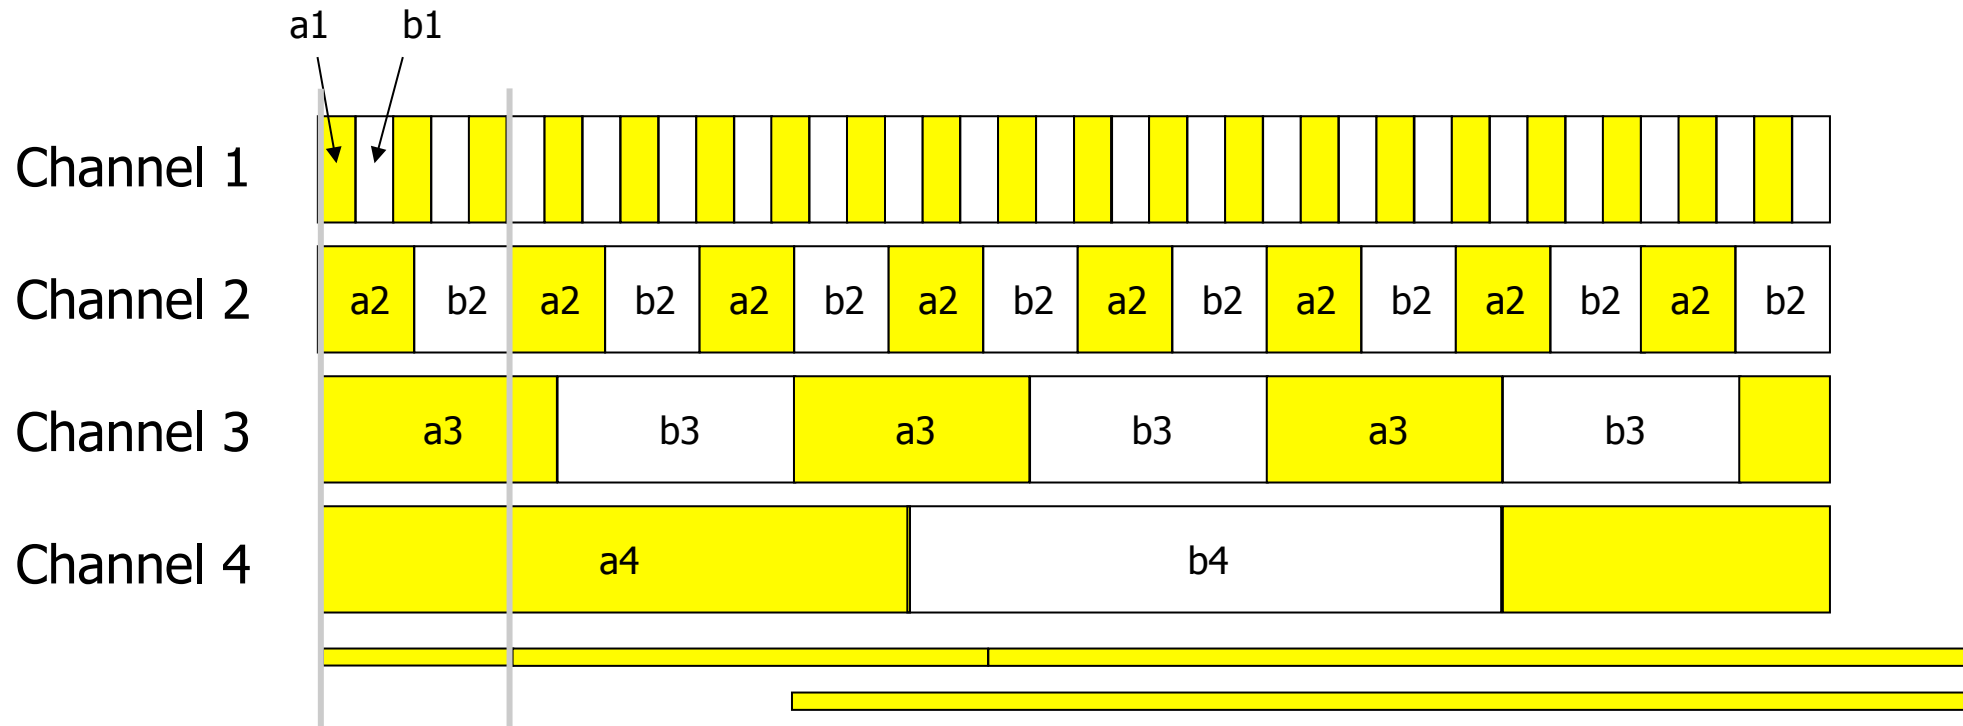 a1 b1
Channel 1
Channel 2 a2 b2 a2 b2 a2 b2 a2 b2 a2 b2 a2 b2 a2 b2 a2 b2
Channel 3 a3 b3 a3 b3 a3 b3
Channel 4 a4 b4